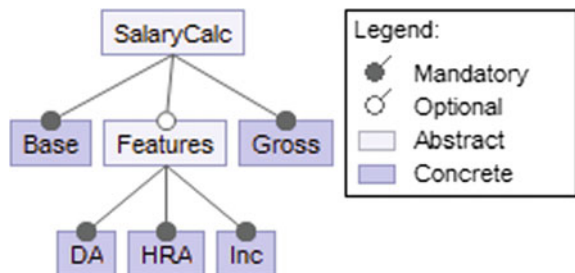 SalaryCalc
Base Features Gross
DA HRA Inc
Legend:
Mandatory
Optional
Abstract
Concrete